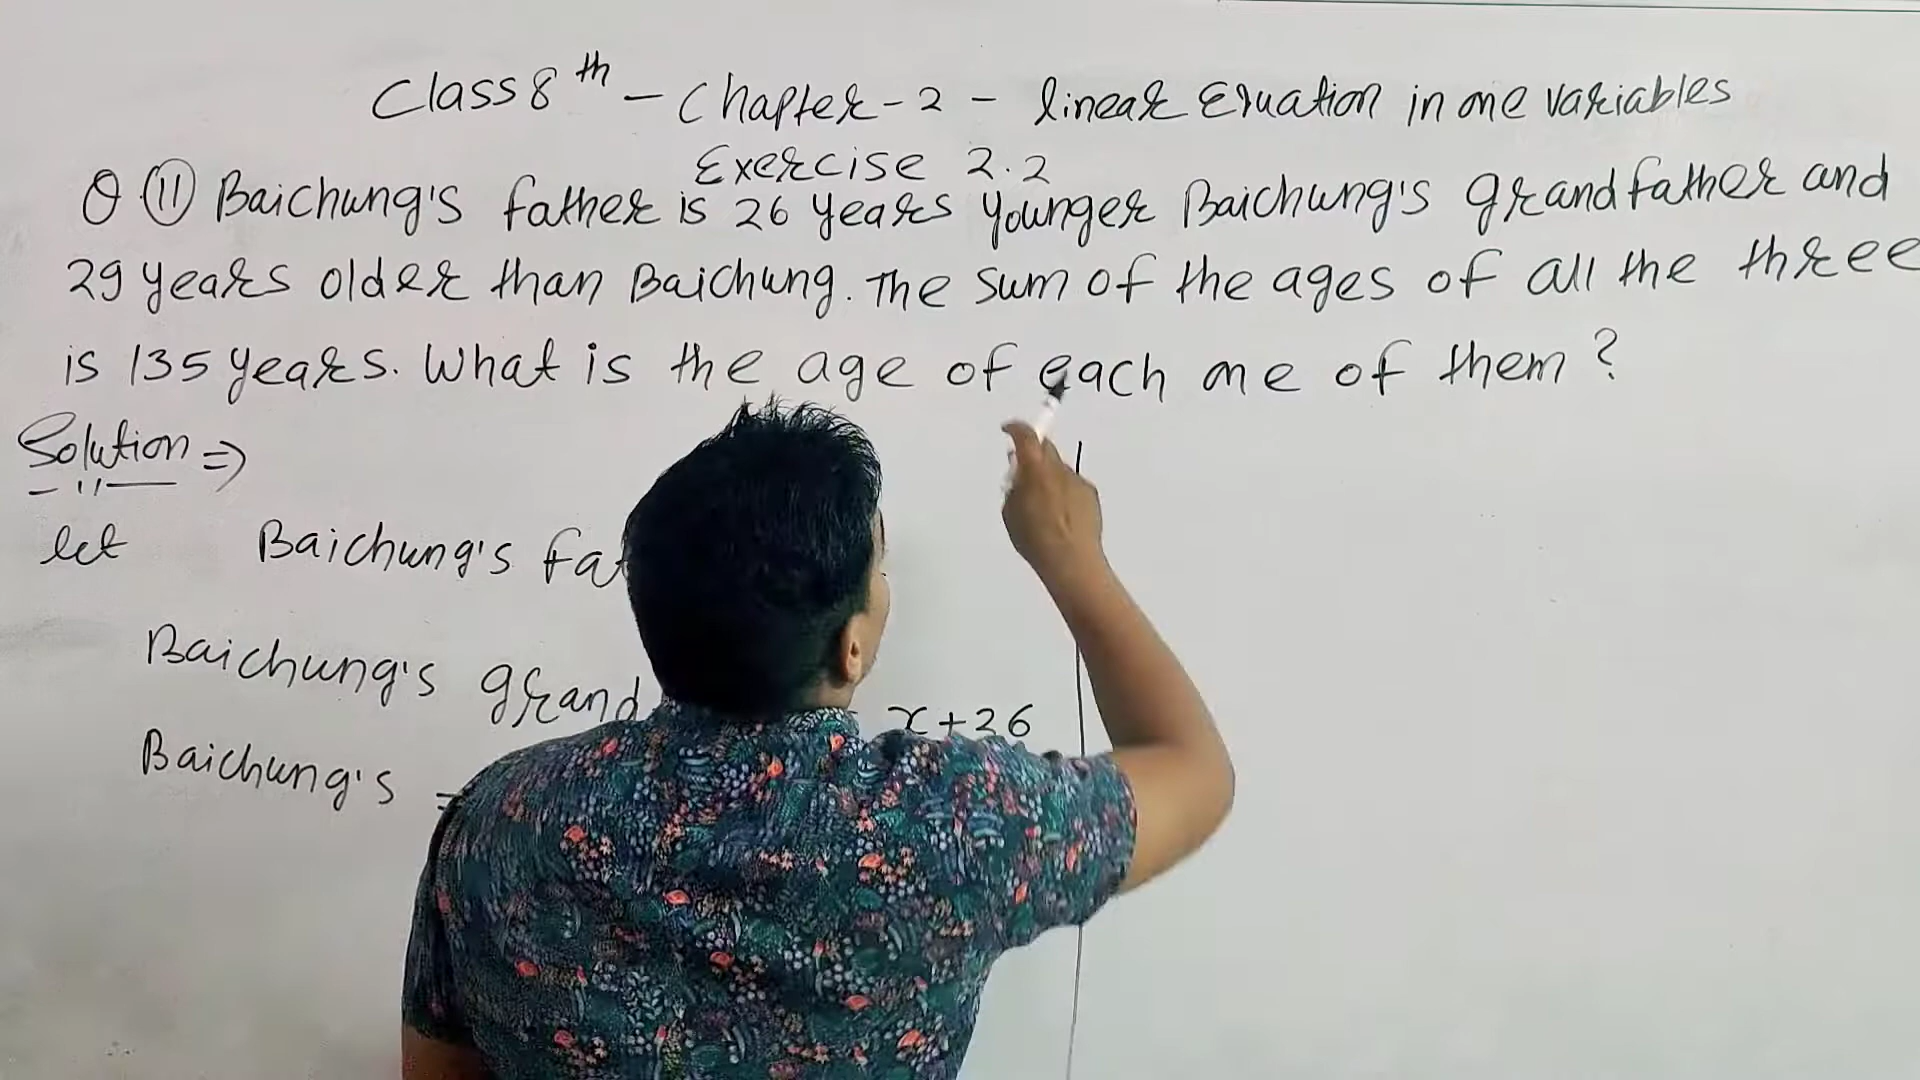 Class 8th - Chapter - 2 - linear Equation in one variables
Exercise 2.2
Q. 11 Baichung's father is 26 years younger Baichung's grandfather and
29 years older than Baichung. The sum of the ages of all the three
is 135 years. What is the age of each one of them ?
Solution =>
let Baichung's
Baichung's grand x+26
Baichung's =